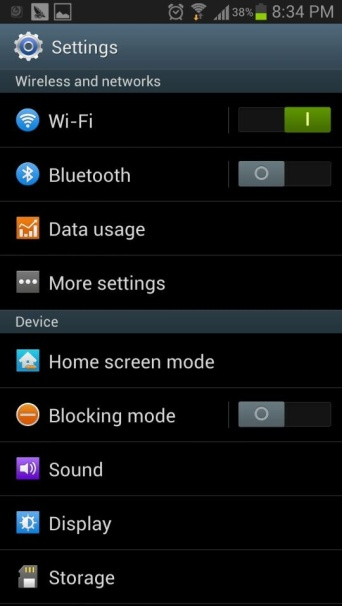 38% 8:34 PM
Settings
Wireless and networks
Wi-Fi
Bluetooth
Data usage
More settings
Device
Home screen mode
Blocking mode
Sound
Display
Storage